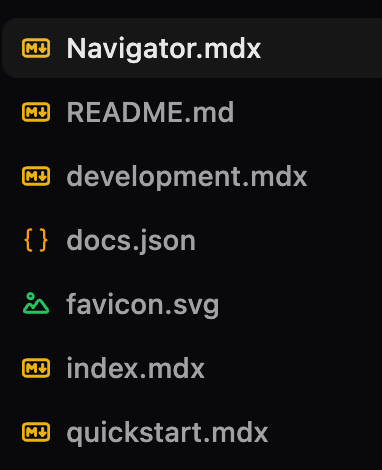 Navigator.mdx
README.md
development.mdx
{ } docs.json
favicon.svg
index.mdx
quickstart.mdx